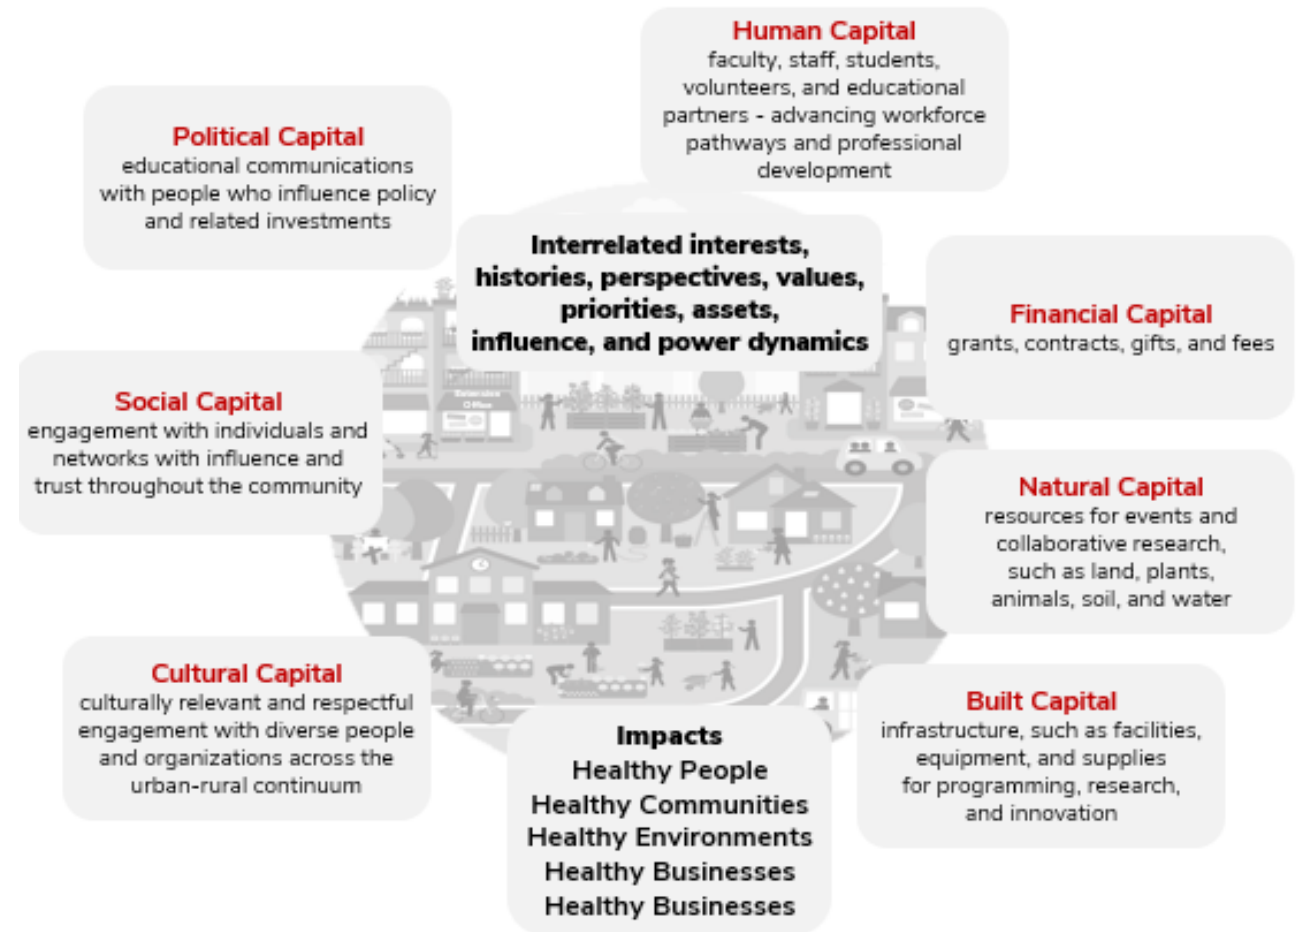 Human Capital
faculty, staff, students,
volunteers, and educational
partners - advancing workforce
pathways and professional
development
Political Capital
educational communications
with people who influence policy
and related investments
Interrelated interests,
histories, perspectives, values,
priorities, assets,
influence, and power dynamics
Financial Capital
grants, contracts, gifts, and fees
Social Capital
engagement with individuals and
networks with influence and
trust throughout the community
Extension
Office
Natural Capital
resources for events and
collaborative research,
such as land, plants,
animals, soil, and water
Cultural Capital
culturally relevant and respectful
engagement with diverse people
and organizations across the
urban-rural continuum
Built Capital
infrastructure, such as facilities,
equipment, and supplies
for programming, research,
and innovation
Impacts
Healthy People
Healthy Communities
Healthy Environments
Healthy Businesses
Healthy Businesses